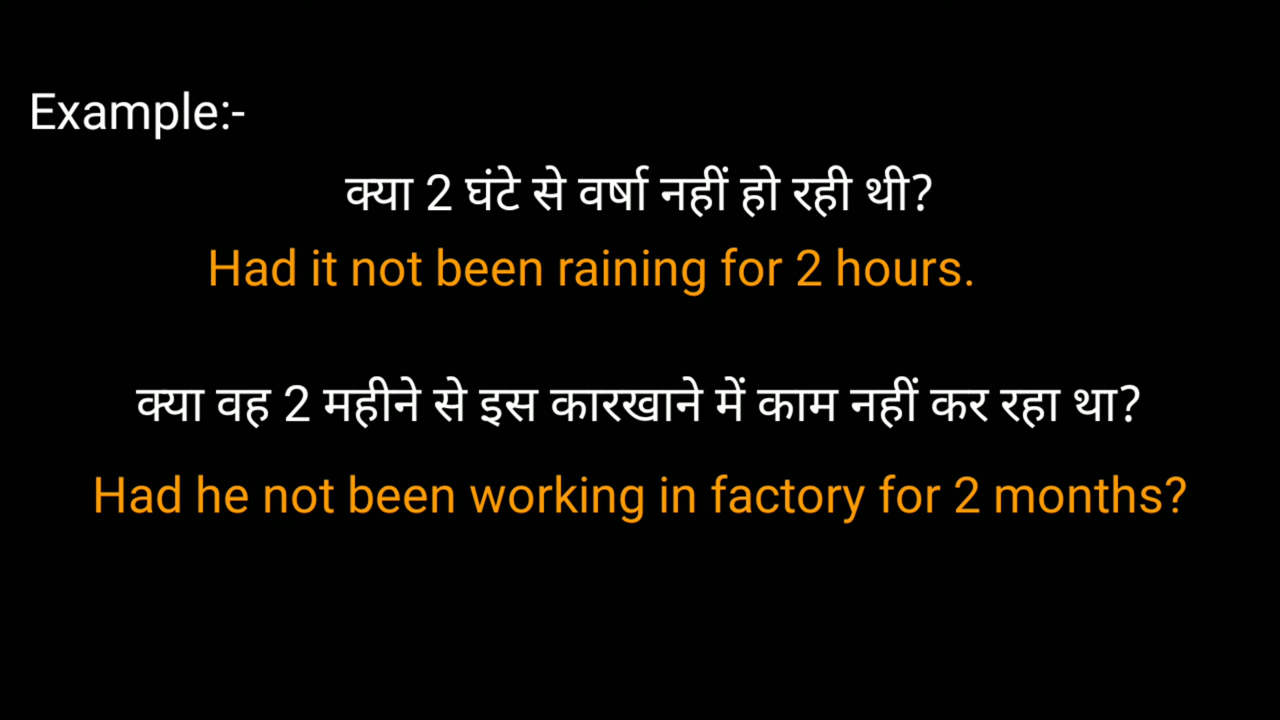 Example:-
क्या 2 घंटे से वर्षा नहीं हो रही थी?
Had it not been raining for 2 hours.
क्या वह 2 महीने से इस कारखाने में काम नहीं कर रहा था?
Had he not been working in factory for 2 months?